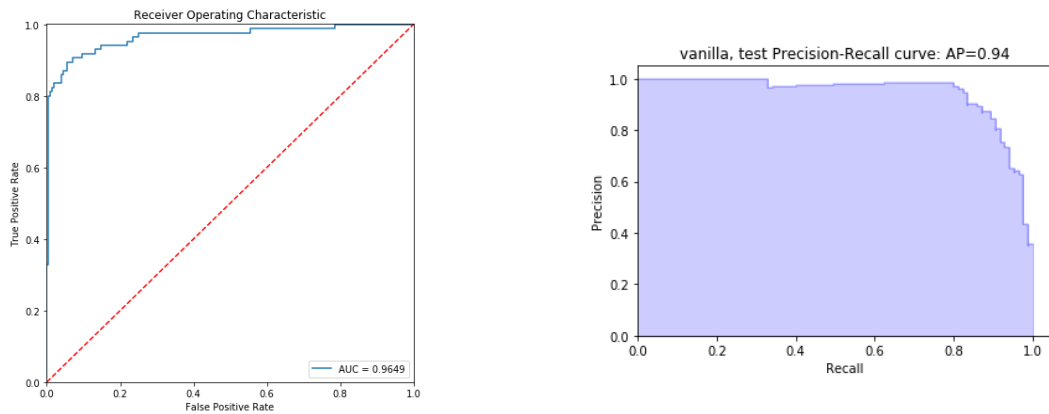 Receiver Operating Characteristic
1.0
0.8
0.6
0.4
0.2
0.0
True Positive Rate
0.0 0.2 0.4 0.6 0.8 1.0
False Positive Rate
AUC = 0.9649
vanilla, test Precision-Recall curve: AP=0.94
1.0
0.8
0.6
0.4
0.2
0.0
Precision
0.0 0.2 0.4 0.6 0.8 1.0
Recall